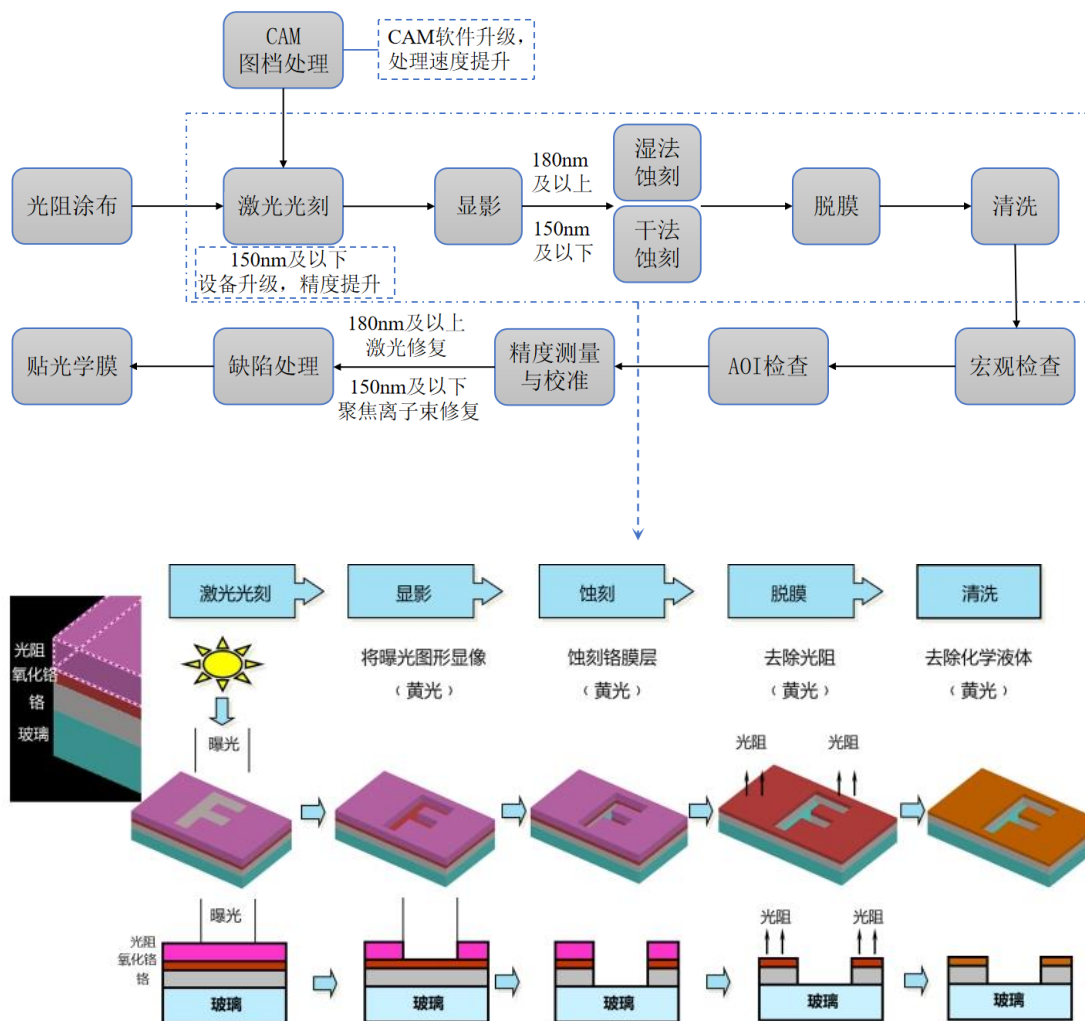 CAM
图档处理
CAM软件升级，
处理速度提升
光阻涂布
激光光刻
显影
180nm
及以上
150nm
及以下
湿法
蚀刻
干法
蚀刻
脱膜
清洗
150nm及以下
设备升级，精度提升
贴光学膜
缺陷处理
180nm及以上
激光修复
150nm及以下
聚焦离子束修复
精度测量
与校准
AOI检查
宏观检查
激光光刻
显影
蚀刻
脱膜
清洗
将曝光图形显像
（黄光）
蚀刻铬膜层
（黄光）
去除光阻
（黄光）
去除化学液体
（黄光）
光阻
氧化铬
铬
玻璃
曝光
光阻
光阻
曝光
光阻
氧化铬
铬
玻璃
玻璃
玻璃
光阻
光阻
玻璃
玻璃